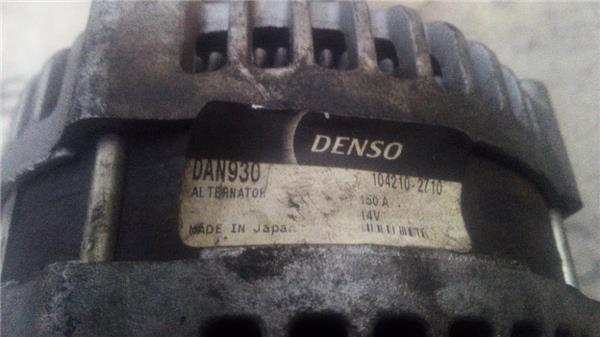 DENSO
DAN930 104210-2710
ALTERNATOR 150 A
14V
MADE IN Japan